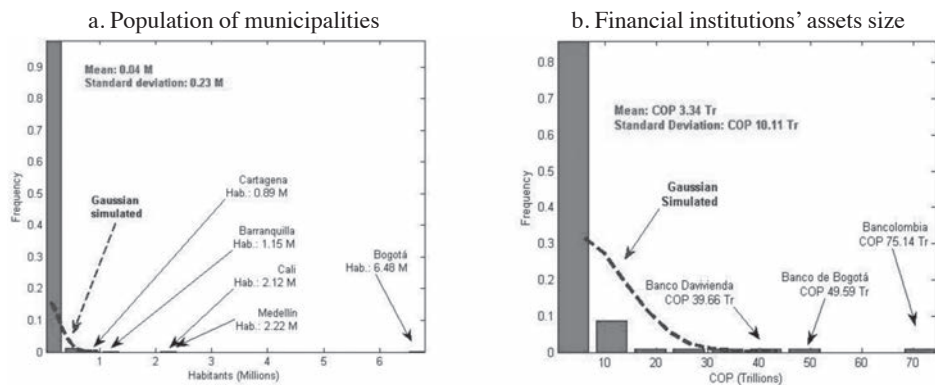 a. Population of municipalities
Mean: 0.04 M
Standard deviation: 0.23 M
Gaussian
simulated
Cartagena
Hab.: 0.89 M
Barranquilla
Hab.: 1.15 M
Cali
Hab.: 2.12 M
Medellín
Hab.: 2.22 M
Bogotá
Hab.: 6.48 M
Frequency
0.9
0.8
0.7
0.6
0.5
0.4
0.3
0.2
0.1
0
1
2
3
4
5
6
Habitants (Millions)
b. Financial institutions' assets size
Mean: COP 3.34 Tr
Standard Deviation: COP 10.11 Tr
Gaussian
Simulated
Banco Davivienda
COP 39.66 Tr
Banco de Bogotá
COP 49.59 Tr
Bancolombia
COP 75.14 Tr
Frequency
0.8
0.7
0.6
0.5
0.4
0.3
0.2
0.1
0
10
20
30
40
50
60
70
COP (Trillions)